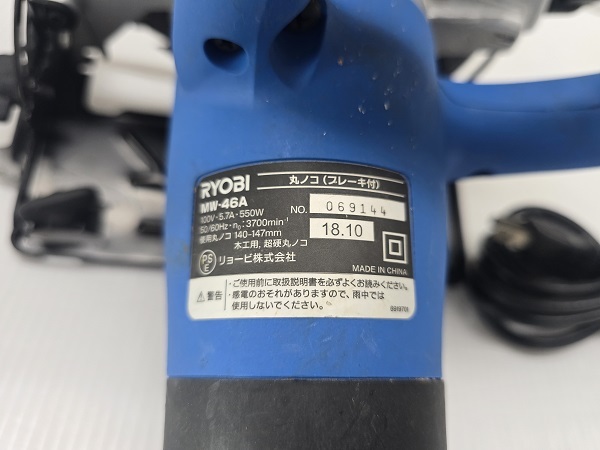 RYOBI
丸ノコ(ブレーキ付)
MW-46A
NO. 069144
100V・5.7A・550W
50/60Hz・n₀:3700min⁻¹
18.10
使用丸ノコ 140-147mm
木工用, 超硬丸ノコ
PSE リョービ株式会社
MADE IN CHINA
⚠警告
・ご使用前に取扱説明書を必ずよくお読みください。
・感電のおそれがありますので、雨中では
使用しないでください。